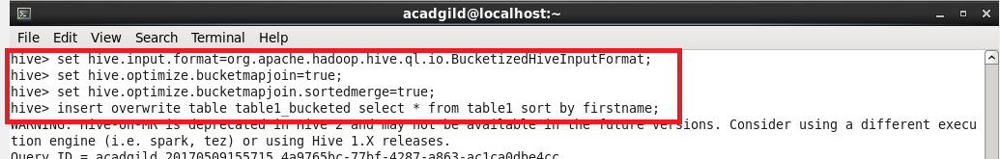 acadgild@localhost:~
File Edit View Search Terminal Help
hive> set hive.input.format=org.apache.hadoop.hive.ql.io.BucketizedHiveInputFormat;
hive> set hive.optimize.bucketmapjoin=true;
hive> set hive.optimize.bucketmapjoin.sortedmerge=true;
hive> insert overwrite table table1_bucketed select * from table1 sort by firstname;
WARNING: Hive-on-MR is deprecated in Hive 2 and may not be available in the future versions. Consider using a different execu
tion engine (i.e. spark, tez) or using Hive 1.X releases.
Query ID = acadgild_20170509155715_4a9765bc-77bf-4287-a863-ac1ca0dbe4cc